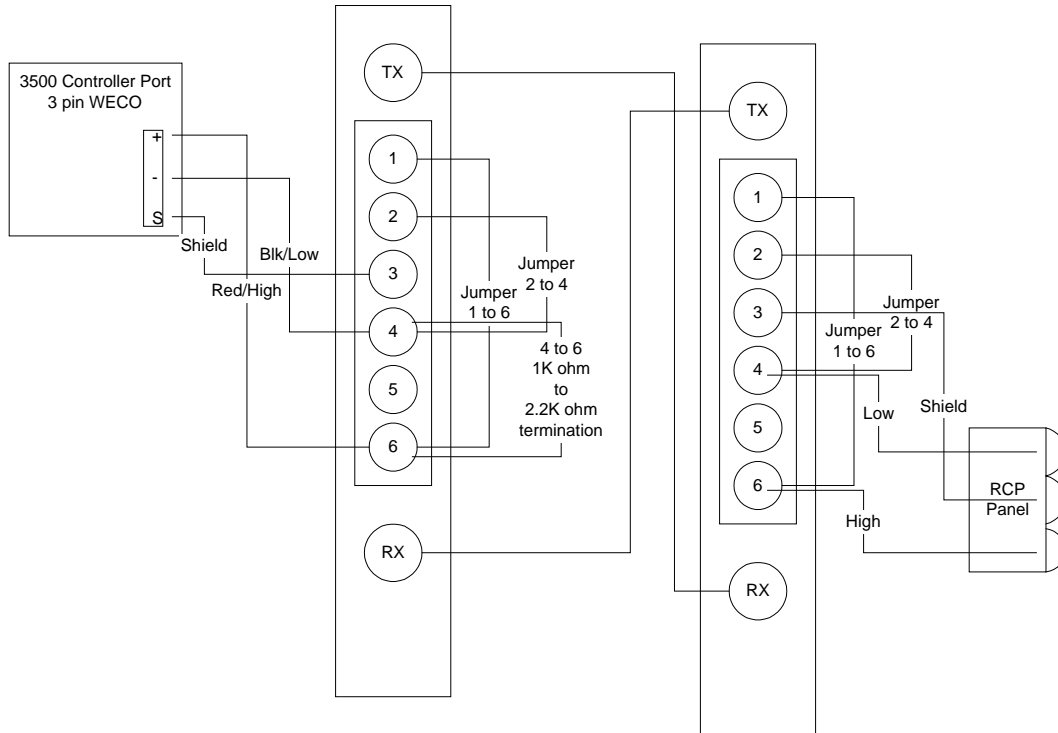 3500 Controller Port
3 pin WECO
+
-
S
Shield
Blk/Low
Red/High
TX
1
2
3
4
5
6
RX
Jumper
2 to 4
Jumper
1 to 6
4 to 6
1K ohm
to
2.2K ohm
termination
TX
1
2
3
4
5
6
RX
Jumper
2 to 4
Jumper
1 to 6
Low
Shield
High
RCP
Panel